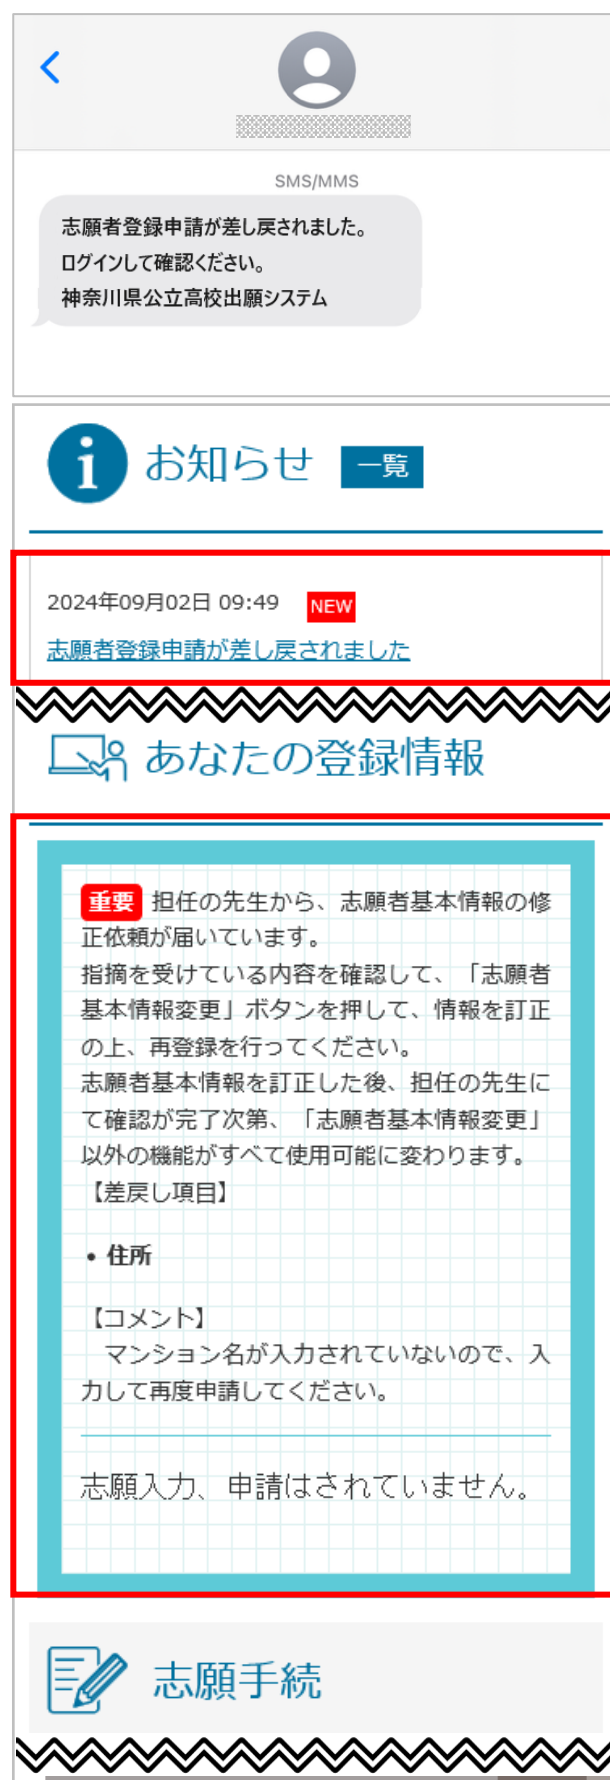 SMS/MMS
志願者登録申請が差し戻されました。
ログインして確認ください。
神奈川県公立高校出願システム
お知らせ 一覧
2024年09月02日 09:49 NEW
志願者登録申請が差し戻されました
あなたの登録情報
重要 担任の先生から、志願者基本情報の修
正依頼が届いています。
指摘を受けている内容を確認して、「志願者
基本情報変更」ボタンを押して、情報を訂正
の上、再登録を行ってください。
志願者基本情報を訂正した後、担任の先生に
て確認が完了次第、「志願者基本情報変更」
以外の機能がすべて使用可能に変わります。
【差戻し項目】
• 住所
【コメント】
マンション名が入力されていないので、入
力して再度申請してください。
志願入力、申請はされていません。
志願手続